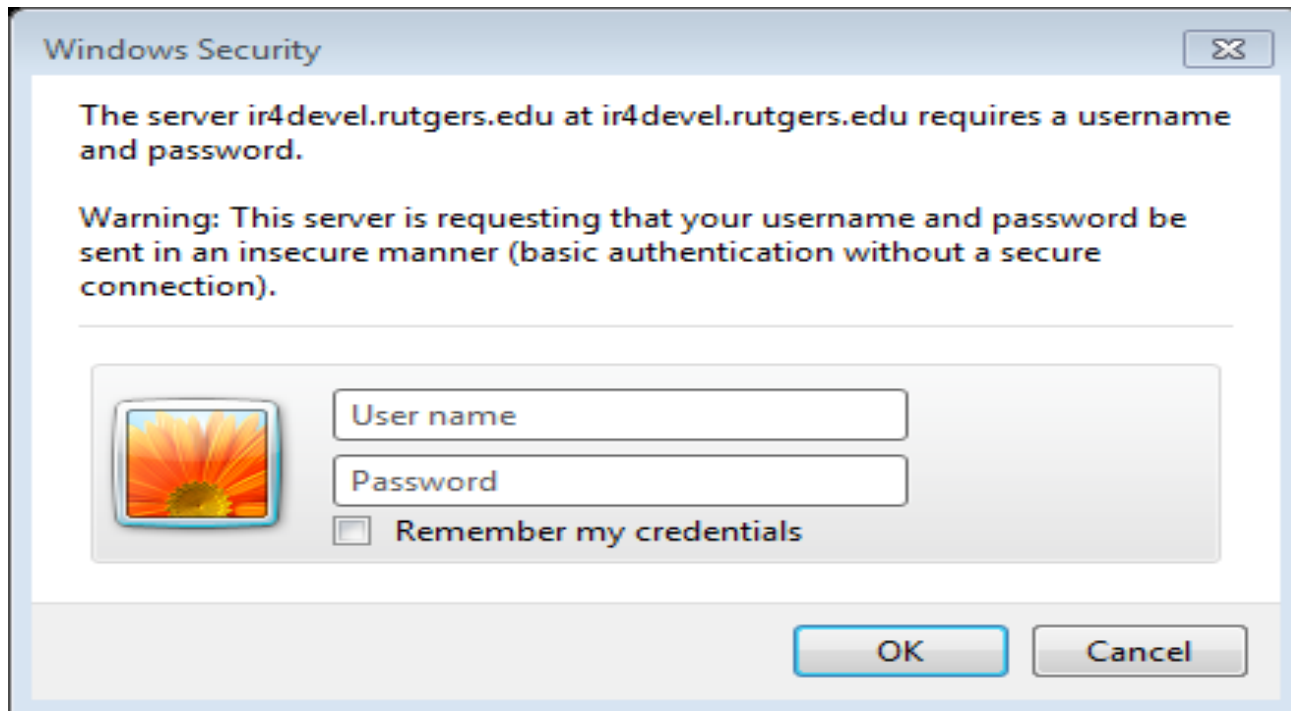 Windows Security
The server ir4devel.rutgers.edu at ir4devel.rutgers.edu requires a username
and password.
Warning: This server is requesting that your username and password be
sent in an insecure manner (basic authentication without a secure
connection).
User name
Password
Remember my credentials
OK
Cancel